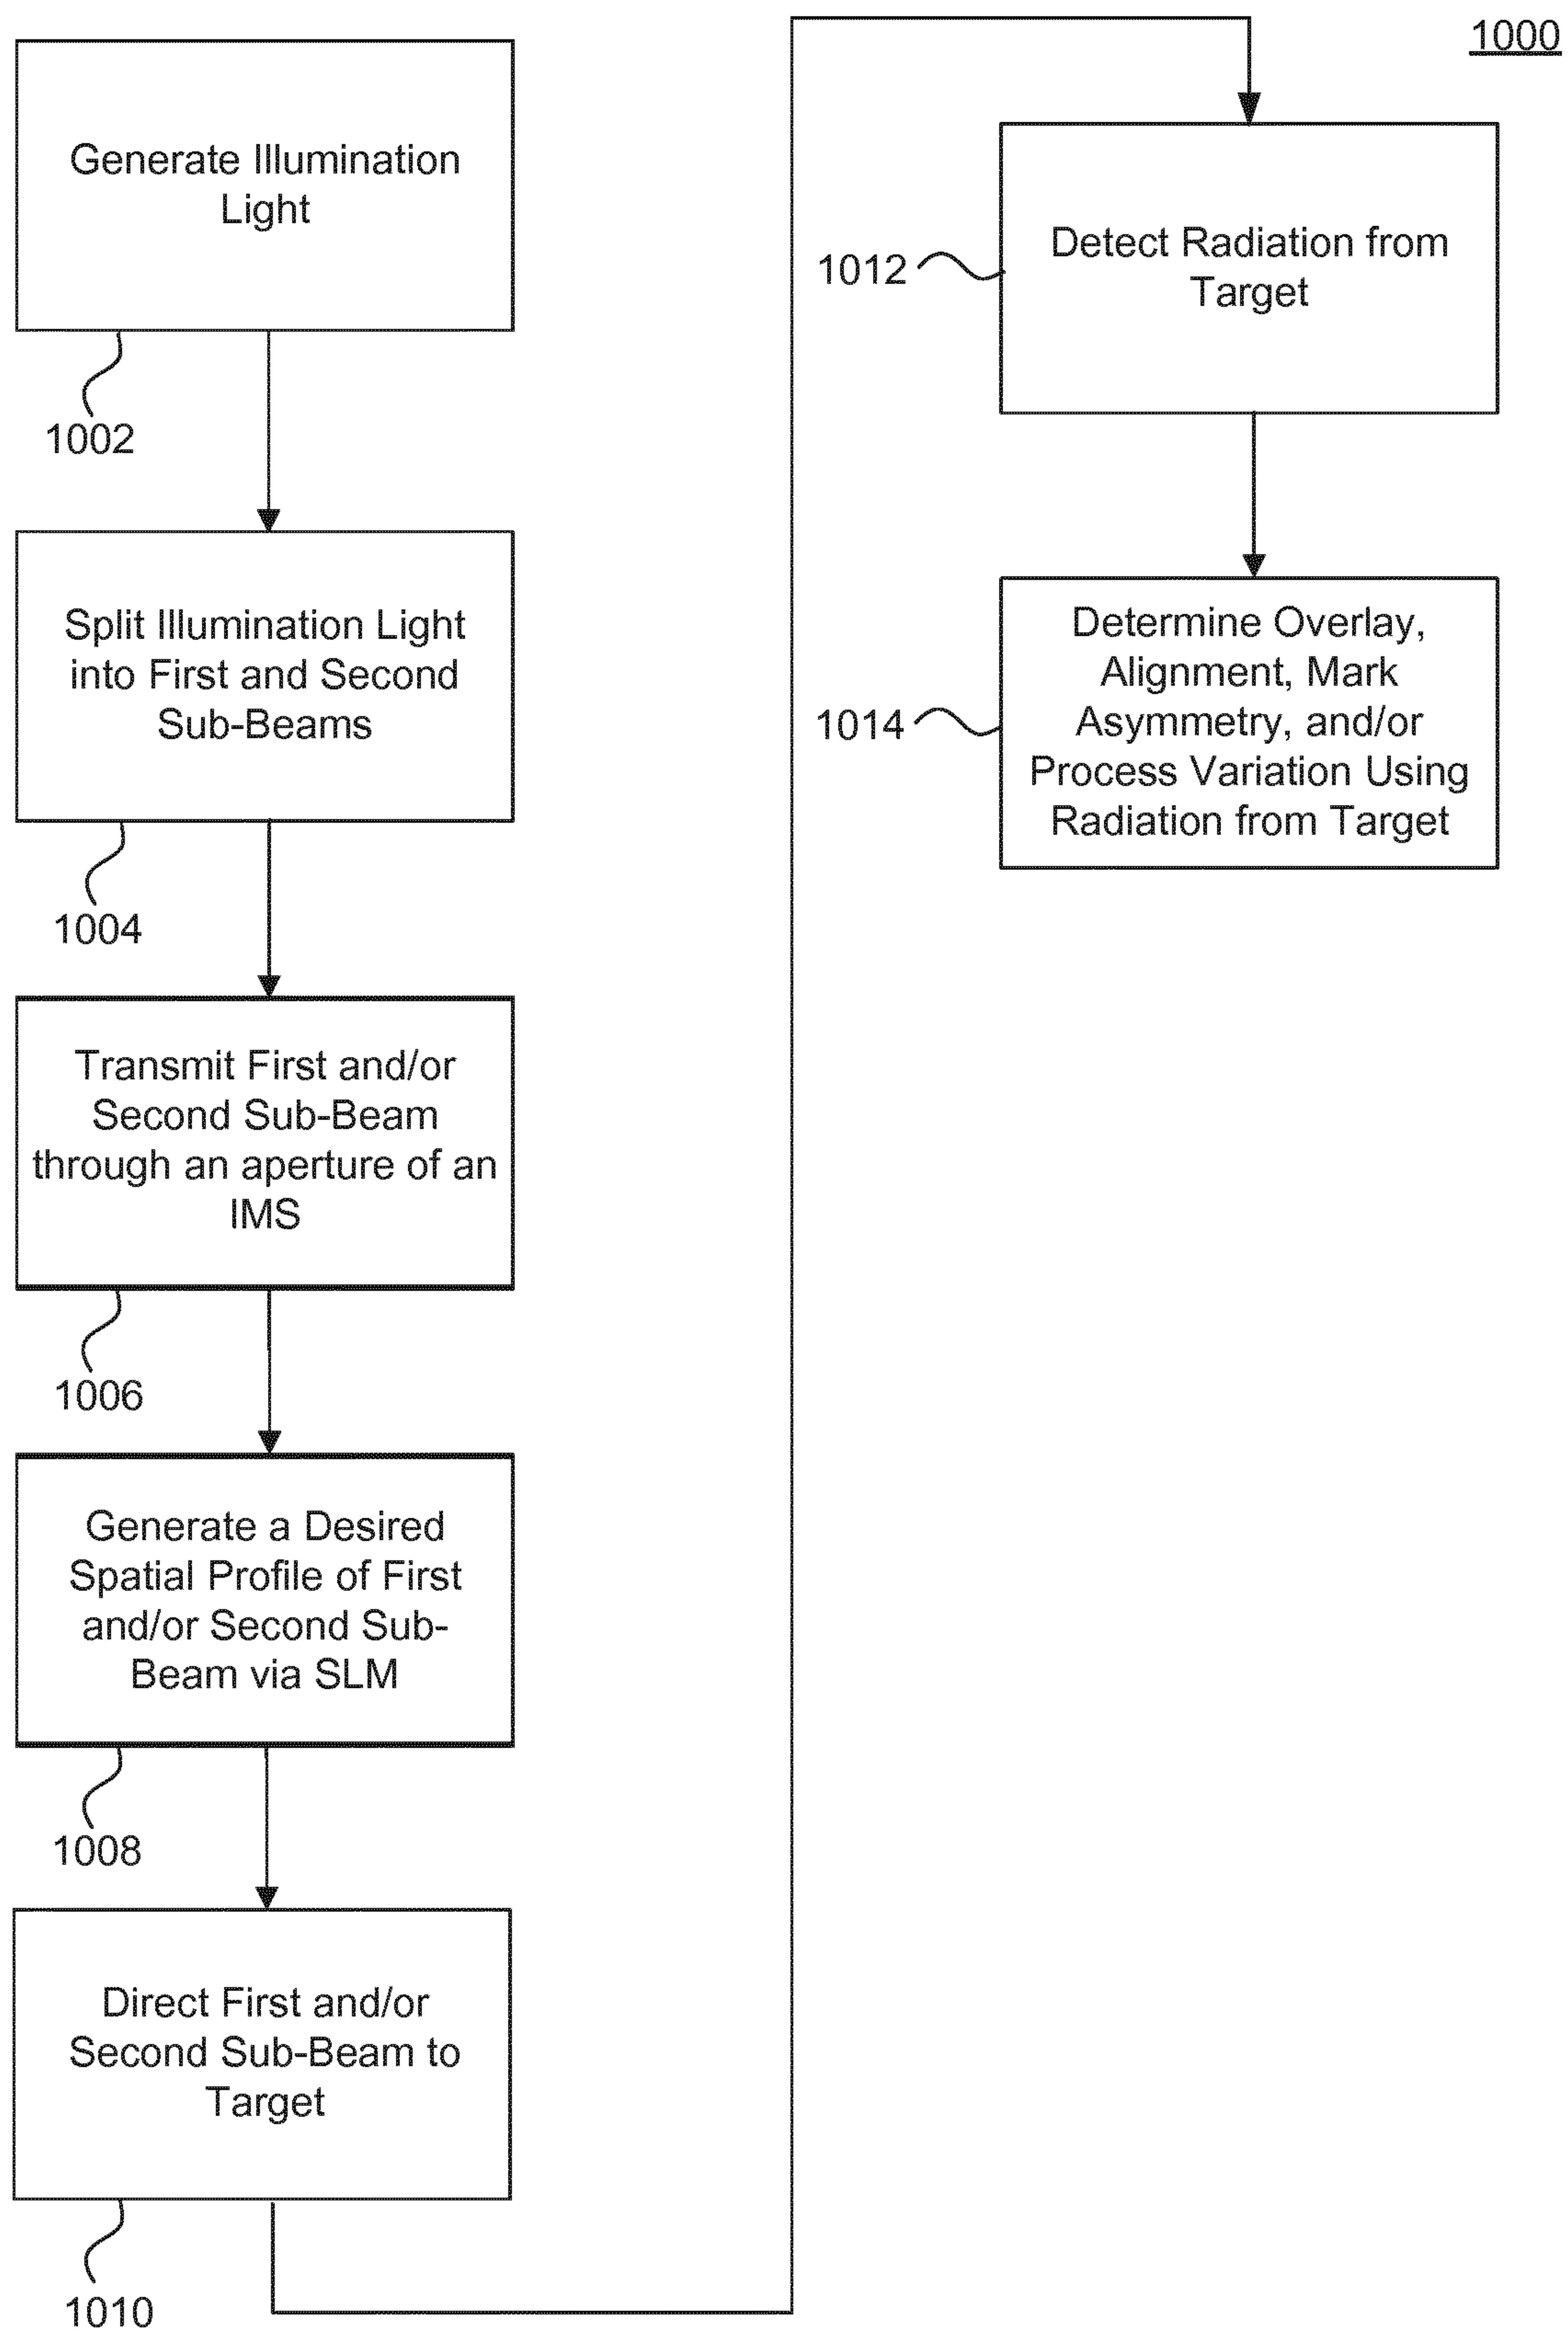 1000
Generate Illumination
Light
1002
Split Illumination Light
into First and Second
Sub-Beams
1004
Transmit First and/or
Second Sub-Beam
through an aperture of an
IMS
1006
Generate a Desired
Spatial Profile of First
and/or Second Sub-
Beam via SLM
1008
Direct First and/or
Second Sub-Beam to
Target
1010
Detect Radiation from
Target
1012
Determine Overlay,
Alignment, Mark
Asymmetry, and/or
Process Variation Using
Radiation from Target
1014